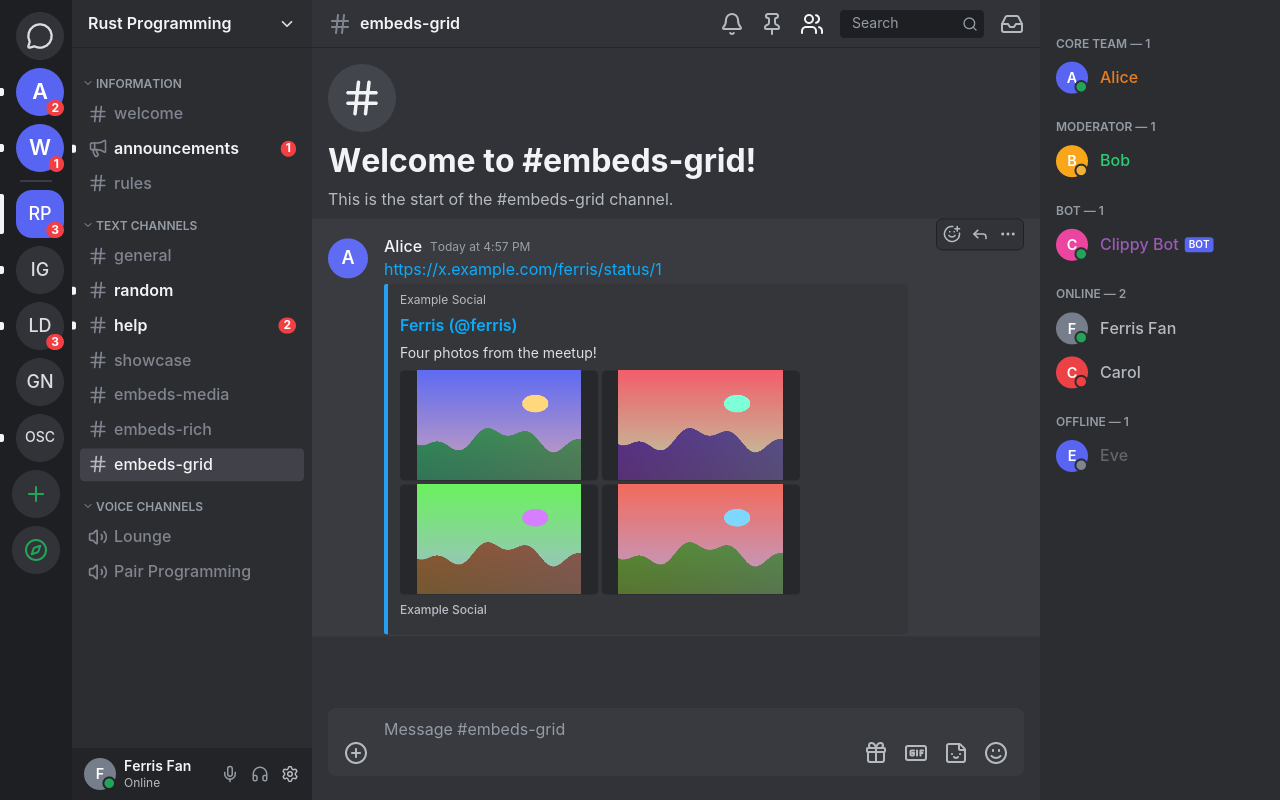 A
2
W
1
RP
3
IG
LD
3
GN
OSC
Rust Programming
INFORMATION
welcome
announcements
1
rules
TEXT CHANNELS
general
random
help
2
showcase
embeds-media
embeds-rich
embeds-grid
VOICE CHANNELS
Lounge
Pair Programming
F
Ferris Fan
Online
embeds-grid
Search
Welcome to #embeds-grid!
This is the start of the #embeds-grid channel.
A
Alice Today at 4:57 PM
https://x.example.com/ferris/status/1
Example Social
Ferris (@ferris)
Four photos from the meetup!
Example Social
Message #embeds-grid
GIF
CORE TEAM — 1
A
Alice
MODERATOR — 1
B
Bob
BOT — 1
C
Clippy Bot BOT
ONLINE — 2
F
Ferris Fan
C
Carol
OFFLINE — 1
E
Eve